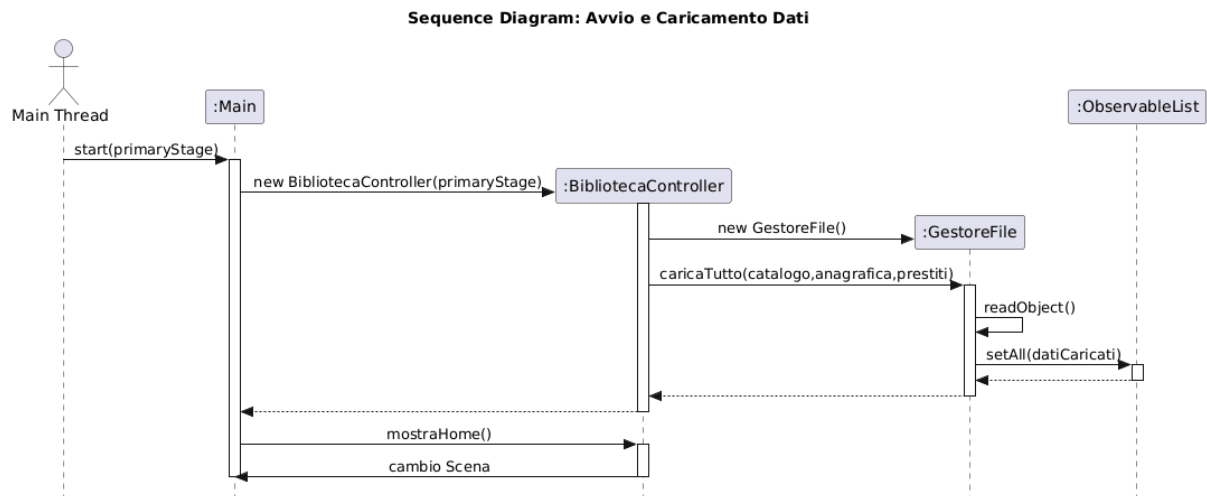 Sequence Diagram: Avvio e Caricamento Dati
Main Thread
:Main
:ObservableList
start(primaryStage)
new BibliotecaController(primaryStage)
:BibliotecaController
new GestoreFile()
:GestoreFile
caricaTutto(catalogo,anagrafica,prestiti)
readObject()
setAll(datiCaricati)
mostraHome()
cambio Scena